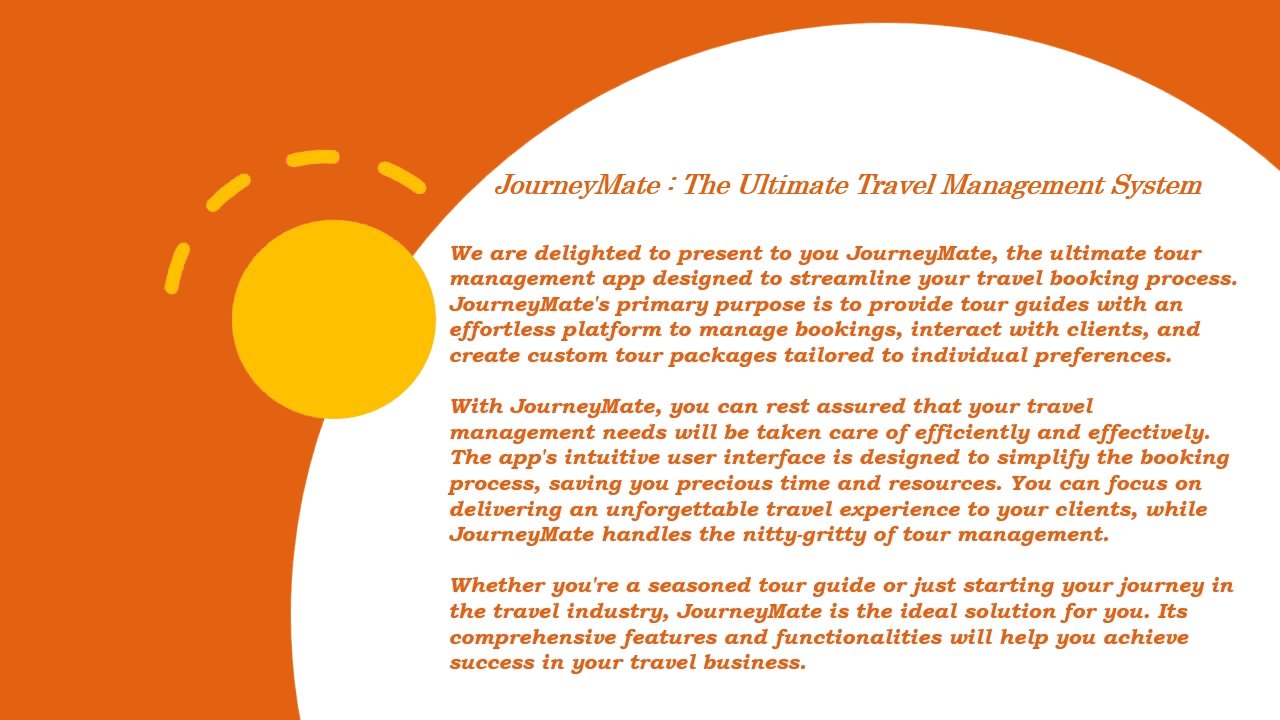 JourneyMate : The Ultimate Travel Management System
We are delighted to present to you JourneyMate, the ultimate tour
management app designed to streamline your travel booking process.
JourneyMate's primary purpose is to provide tour guides with an
effortless platform to manage bookings, interact with clients, and
create custom tour packages tailored to individual preferences.
With JourneyMate, you can rest assured that your travel
management needs will be taken care of efficiently and effectively.
The app's intuitive user interface is designed to simplify the booking
process, saving you precious time and resources. You can focus on
delivering an unforgettable travel experience to your clients, while
JourneyMate handles the nitty-gritty of tour management.
Whether you're a seasoned tour guide or just starting your journey in
the travel industry, JourneyMate is the ideal solution for you. Its
comprehensive features and functionalities will help you achieve
success in your travel business.